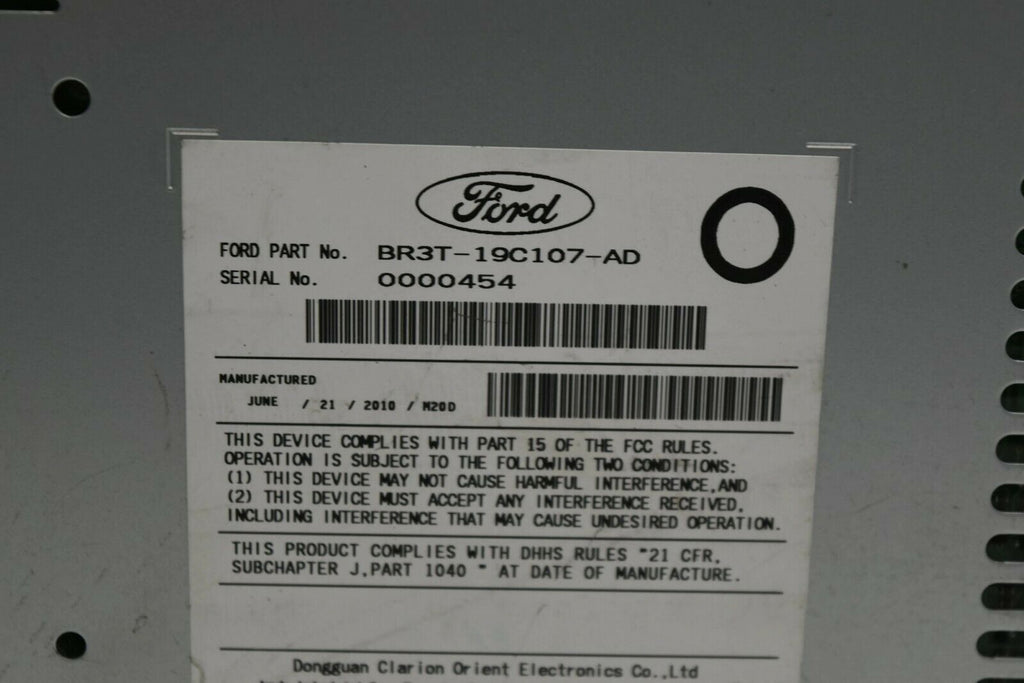 Ford
FORD PART No. BR3T-19C107-AD
SERIAL No. 0000454
MANUFACTURED
JUNE / 21 / 2010 / M20D
THIS DEVICE COMPLIES WITH PART 15 OF THE FCC RULES.
OPERATION IS SUBJECT TO THE FOLLOWING TWO CONDITIONS:
(1) THIS DEVICE MAY NOT CAUSE HARMFUL INTERFERENCE,AND
(2) THIS DEVICE MUST ACCEPT ANY INTERFERENCE RECEIVED,
INCLUDING INTERFERENCE THAT MAY CAUSE UNDESIRED OPERATION.
THIS PRODUCT COMPLIES WITH DHHS RULES "21 CFR,
SUBCHAPTER J,PART 1040 " AT DATE OF MANUFACTURE.
Dongguan Clarion Orient Electronics Co.,Ltd